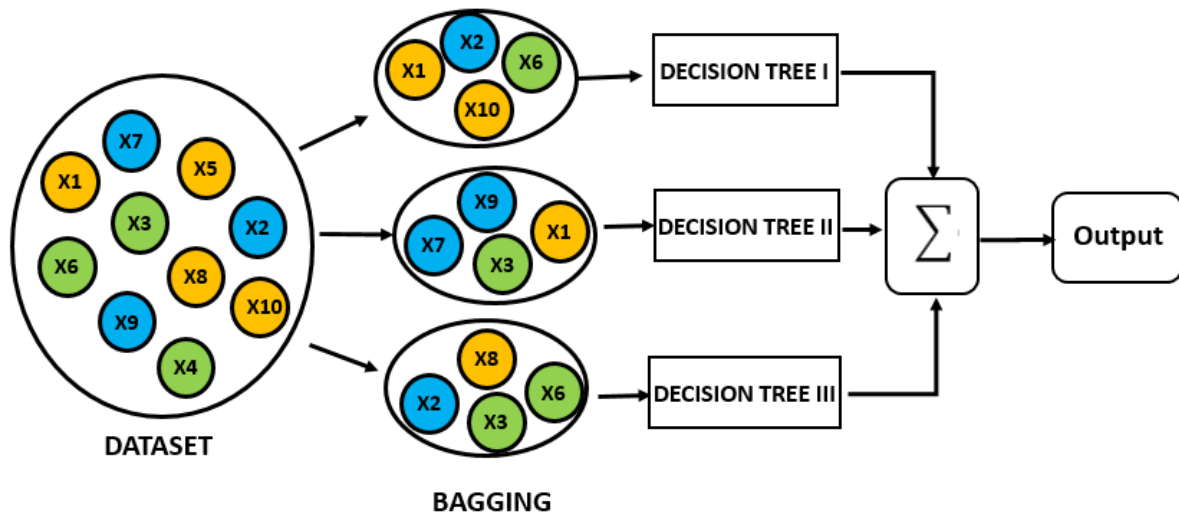 X7
X1
X5
X3
X2
X6
X8
X10
X9
X4
DATASET
X1
X2
X6
X10
X9
X7
X1
X3
X8
X2
X6
X3
BAGGING
DECISION TREE I
DECISION TREE II
DECISION TREE III
∑
Output